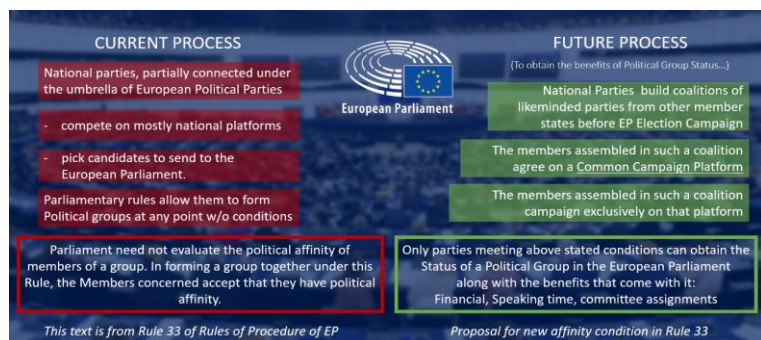 CURRENT PROCESS
National parties, partially connected under
the umbrella of European Political Parties
- compete on mostly national platforms
- pick candidates to send to the
European Parliament.
Parliamentary rules allow them to form
Political groups at any point w/o conditions
Parliament need not evaluate the political affinity of
members of a group. In forming a group together under this
Rule, the Members concerned accept that they have political
affinity.
This text is from Rule 33 of Rules of Procedure of EP
European Parliament
FUTURE PROCESS
(To obtain the benefits of Political Group Status...)
National Parties build coalitions of
likeminded parties from other member
states before EP Election Campaign
The members assembled in such a coalition
agree on a Common Campaign Platform
The members assembled in such a coalition
campaign exclusively on that platform
Only parties meeting above stated conditions can obtain the
Status of a Political Group in the European Parliament
along with the benefits that come with it:
Financial, Speaking time, committee assignments
Proposal for new affinity condition in Rule 33